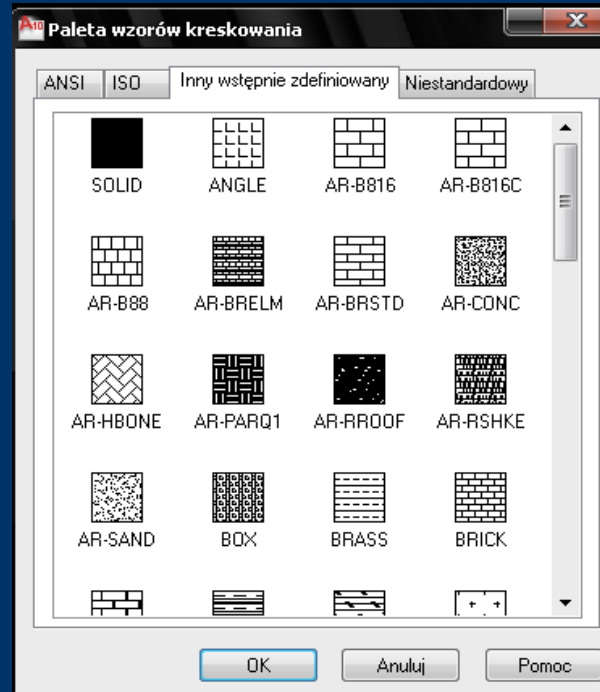 A10 Paleta wzorów kreskowania
ANSI ISO Inny wstępnie zdefiniowany Niestandardowy
SOLID ANGLE AR-B816 AR-B816C
AR-B88 AR-BRELM AR-BRSTD AR-CONC
AR-HBONE AR-PARQ1 AR-RROOF AR-RSHKE
AR-SAND BOX BRASS BRICK
OK Anuluj Pomoc